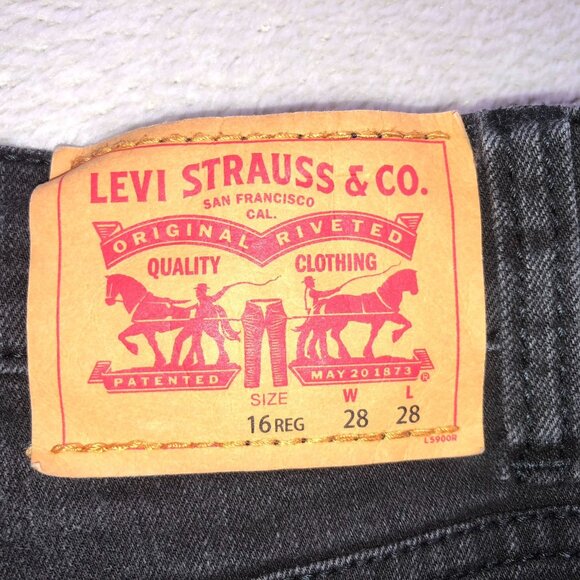 LEVI STRAUSS & CO.
SAN FRANCISCO
CAL.
ORIGINAL RIVETED
QUALITY CLOTHING
PATENTED MAY 20 1873 ®
SIZE W L
16 REG 28 28
L5900R